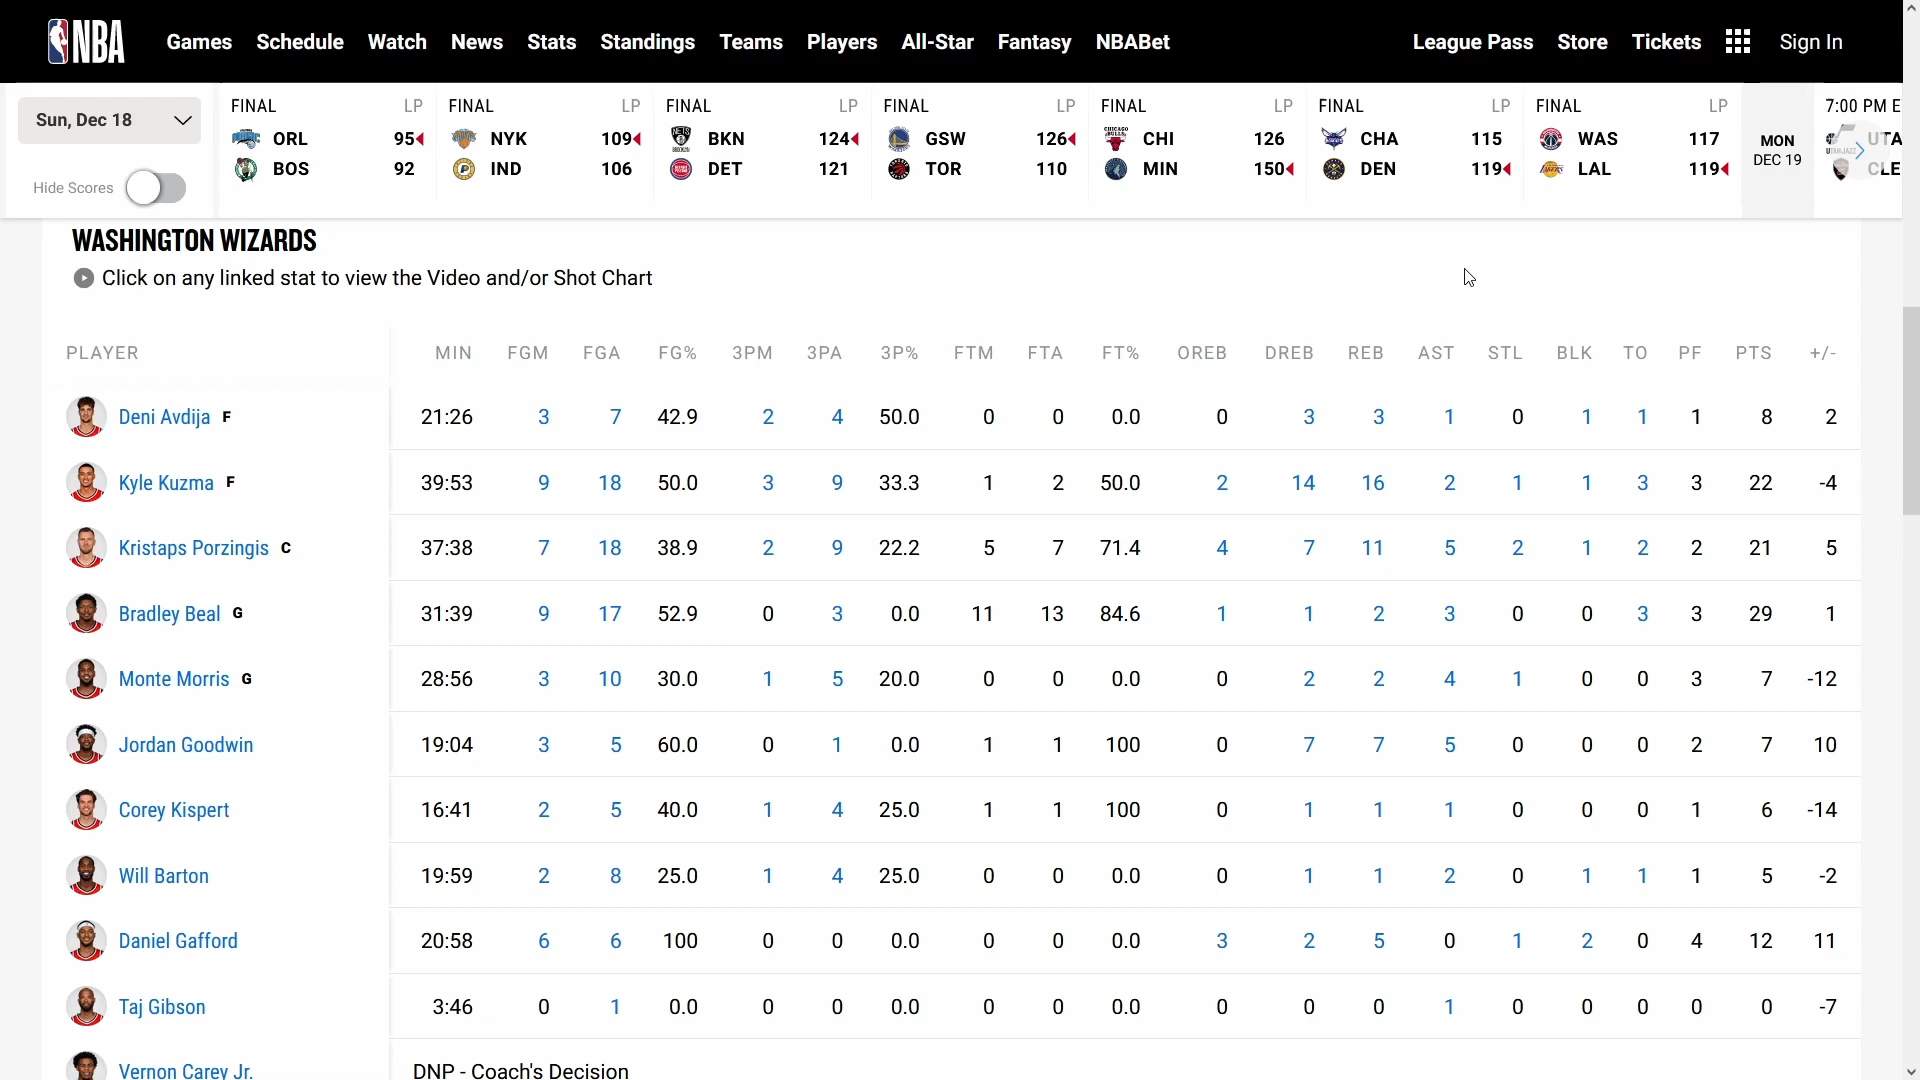 NBA Games Schedule Watch News Stats Standings Teams Players All-Star Fantasy NBABet League Pass Store Tickets Sign In
Sun, Dec 18
Hide Scores
FINAL LP
ORL 95
BOS 92
FINAL LP
NYK 109
IND 106
FINAL LP
BKN 124
DET 121
FINAL LP
GSW 126
TOR 110
FINAL LP
CHI 126
MIN 150
FINAL LP
CHA 115
DEN 119
FINAL LP
WAS 117
LAL 119
MON
DEC 19
7:00 PM E
UTA
CLE
WASHINGTON WIZARDS
Click on any linked stat to view the Video and/or Shot Chart
PLAYER MIN FGM FGA FG% 3PM 3PA 3P% FTM FTA FT% OREB DREB REB AST STL BLK TO PF PTS +/-
Deni Avdija F 21:26 3 7 42.9 2 4 50.0 0 0 0.0 0 3 3 1 0 1 1 1 8 2
Kyle Kuzma F 39:53 9 18 50.0 3 9 33.3 1 2 50.0 2 14 16 2 1 1 3 3 22 -4
Kristaps Porzingis C 37:38 7 18 38.9 2 9 22.2 5 7 71.4 4 7 11 5 2 1 2 2 21 5
Bradley Beal G 31:39 9 17 52.9 0 3 0.0 11 13 84.6 1 1 2 3 0 0 3 3 29 1
Monte Morris G 28:56 3 10 30.0 1 5 20.0 0 0 0.0 0 2 2 4 1 0 0 3 7 -12
Jordan Goodwin 19:04 3 5 60.0 0 1 0.0 1 1 100 0 7 7 5 0 0 0 2 7 10
Corey Kispert 16:41 2 5 40.0 1 4 25.0 1 1 100 0 1 1 1 0 0 0 1 6 -14
Will Barton 19:59 2 8 25.0 1 4 25.0 0 0 0.0 0 1 1 2 0 1 1 1 5 -2
Daniel Gafford 20:58 6 6 100 0 0 0.0 0 0 0.0 3 2 5 0 1 2 0 4 12 11
Taj Gibson 3:46 0 1 0.0 0 0 0.0 0 0 0.0 0 0 0 1 0 0 0 0 0 -7
Vernon Carey Jr. DNP - Coach's Decision